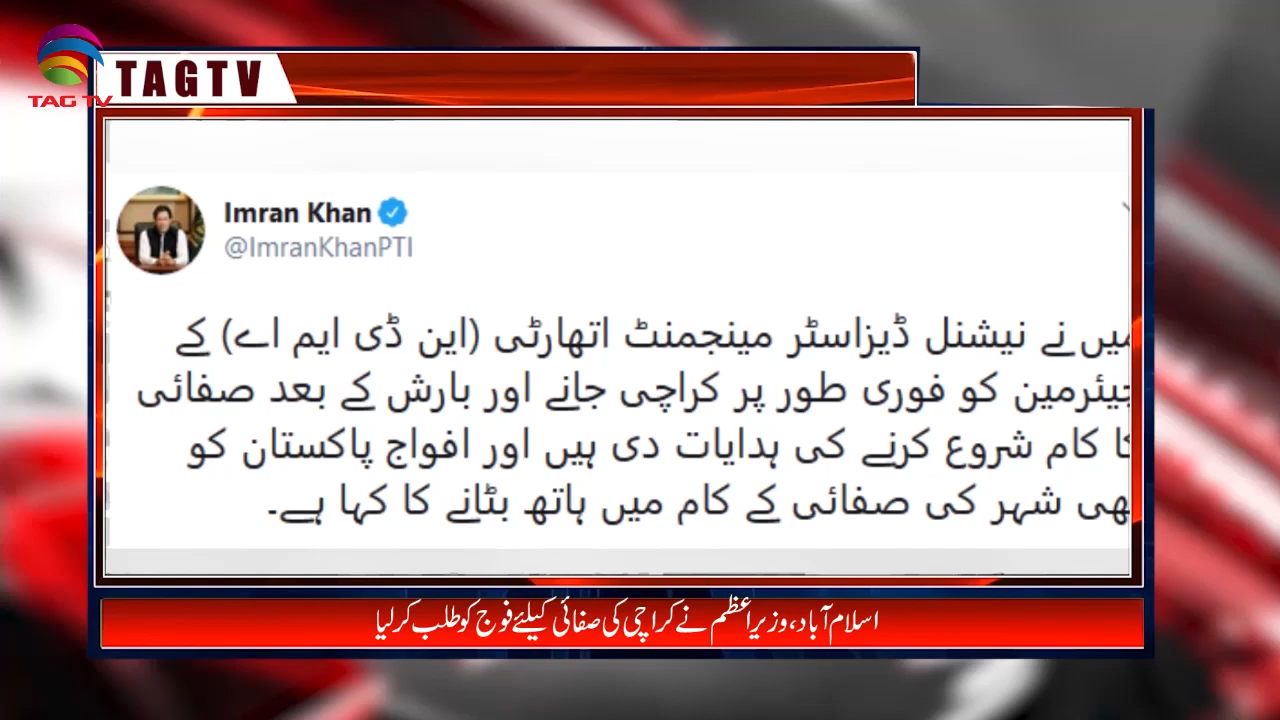 TAGTV
TAG TV
Imran Khan
@ImranKhanPTI
میں نے نیشنل ڈیزاسٹر مینجمنٹ اتھارٹی (این ڈی ایم اے) کے
چیئرمین کو فوری طور پر کراچی جانے اور بارش کے بعد صفائی
کا کام شروع کرنے کی ہدایات دی ہیں اور افواج پاکستان کو
بھی شہر کی صفائی کے کام میں ہاتھ بٹانے کا کہا ہے۔
اسلام آباد، وزیراعظم نے کراچی کی صفائی کیلئے فوج کو طلب کرلیا